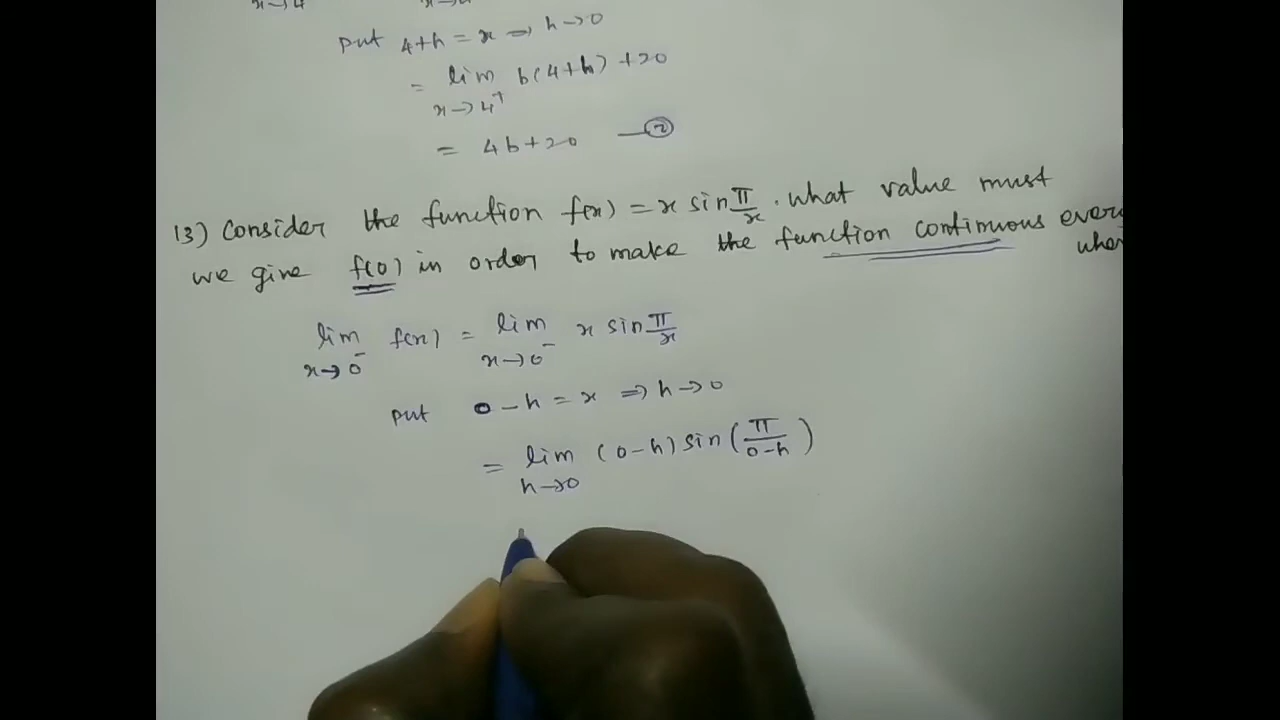 x→4
put 4+h = x ⇒ h→0
= lim b(4+h) +20
x→4⁺
= 4b+20 —②
13) Consider the function f(x) = x sin π/x . what value must
we give f(0) in order to make the function continuous every
wher
lim f(x) = lim x sin π/x
x→0⁻ x→0⁻
put 0-h = x ⇒ h→0
= lim (0-h) sin (π/0-h)
h→0